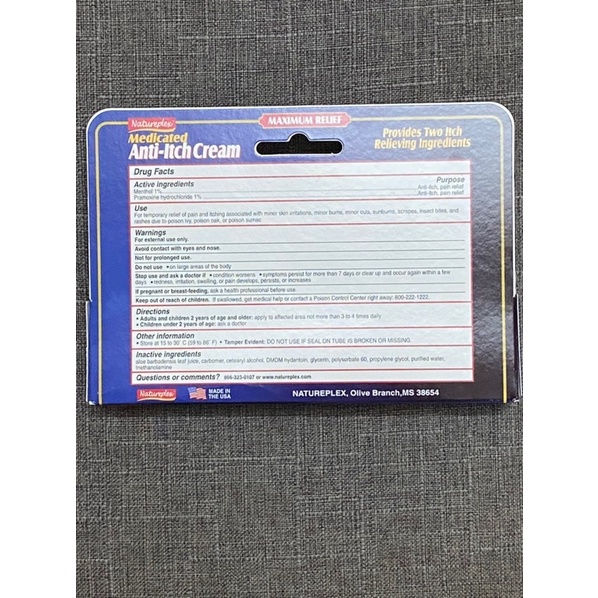 Natureplex
MAXIMUM RELIEF
Medicated
Anti-Itch Cream
Provides Two Itch
Relieving Ingredients
Drug Facts
Active ingredients Purpose
Menthol 1% Anti-itch, pain relief
Pramoxine hydrochloride 1% Anti-itch, pain relief
Use
For temporary relief of pain and itching associated with minor skin irritations, minor burns, minor cuts, sunburns, scrapes, insect bites, and
rashes due to poison ivy, poison oak, or poison sumac.
Warnings
For external use only.
Avoid contact with eyes and nose.
Not for prolonged use.
Do not use • on large areas of the body
Stop use and ask a doctor if • condition worsens • symptoms persist for more than 7 days or clear up and occur again within a few
days • redness, irritation, swelling, or pain develops, persists, or increases
If pregnant or breast-feeding, ask a health professional before use.
Keep out of reach of children. If swallowed, get medical help or contact a Poison Control Center right away: 800-222-1222.
Directions
• Adults and children 2 years of age and older: apply to affected area not more than 3 to 4 times daily
• Children under 2 years of age: ask a doctor
Other information
• Store at 15 to 30˚ C (59 to 86˚ F) • Tamper Evident: DO NOT USE IF SEAL ON TUBE IS BROKEN OR MISSING.
Inactive ingredients
aloe barbadensis leaf juice, carbomer, cetearyl alcohol, DMDM hydantoin, glycerin, polysorbate 60, propylene glycol, purified water,
triethanolamine
Questions or comments? 866-323-0107 or www.natureplex.com
Natureplex
MADE IN
THE USA
NATUREPLEX, Olive Branch,MS 38654